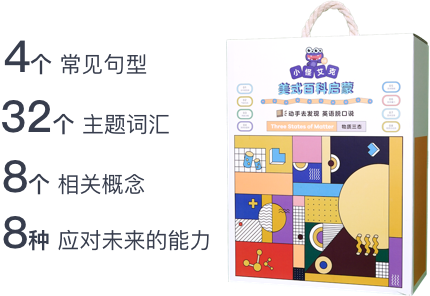 4个 常见句型
32个 主题词汇
8个 相关概念
8种 应对未来的能力
小怪艾克
美式百科启蒙
动手去发现 英语脱口说
Three States of Matter 物质三态